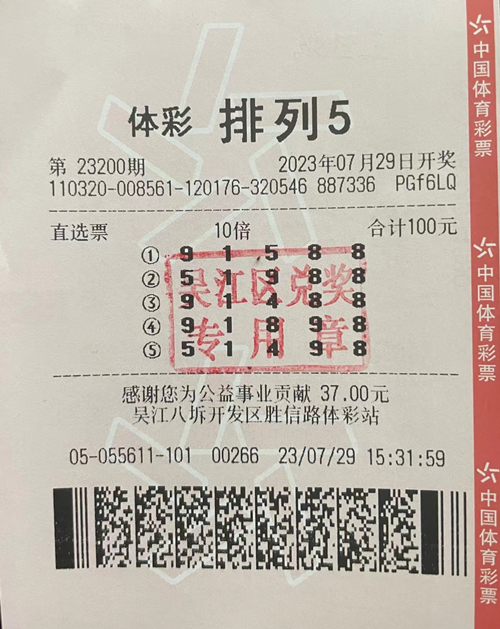 体彩 排列5
第 23200期 2023年07月29日开奖
110320-008561-120176-320546 887336 PGf6LQ
直选票 10倍 合计100元
① 9 1 5 8 8
② 5 1 9 8 8
③ 9 1 4 8 8
④ 9 1 8 9 8
⑤ 5 1 4 9 8
吴江区兑奖
专用章
感谢您为公益事业贡献 37.00元
吴江八坼开发区胜信路体彩站
05-055611-101 00266 23/07/29 15:31:59
中国体育彩票
中国体育彩票
中国体育彩票